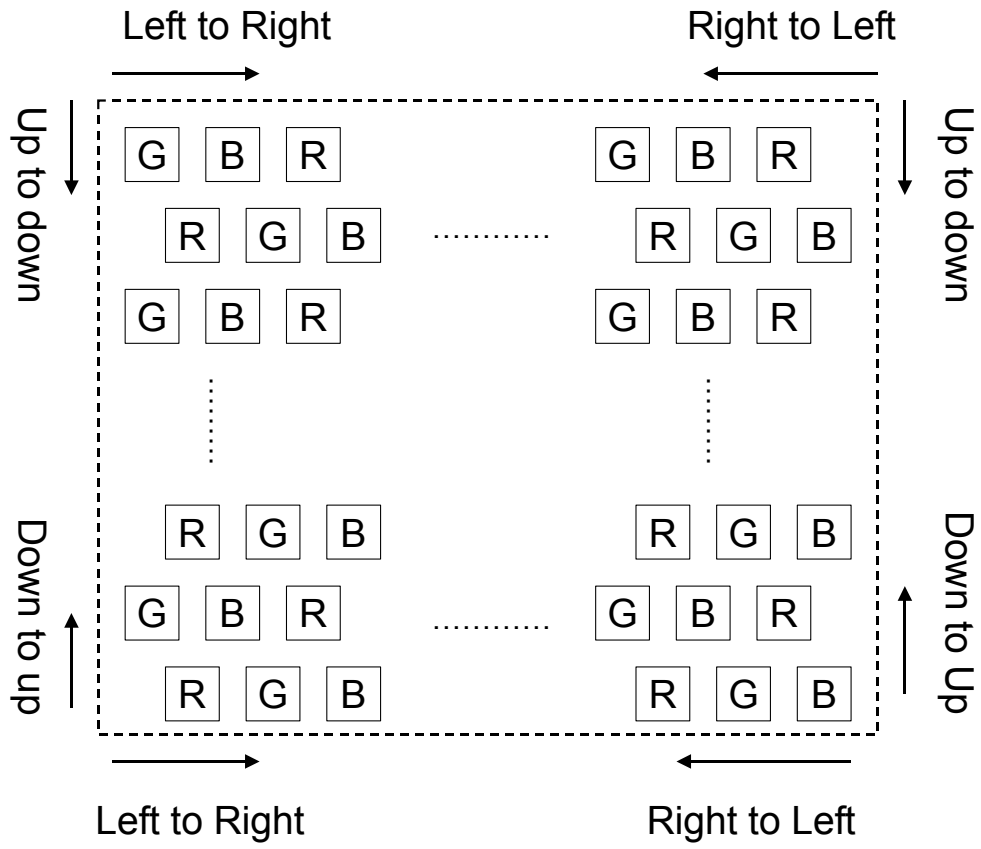 Left to Right Right to Left
Up to down Up to down
G B R G B R
R G B ............ R G B
G B R G B R
R G B R G B
G B R ............ G B R
R G B R G B
Down to up Down to Up
Left to Right Right to Left